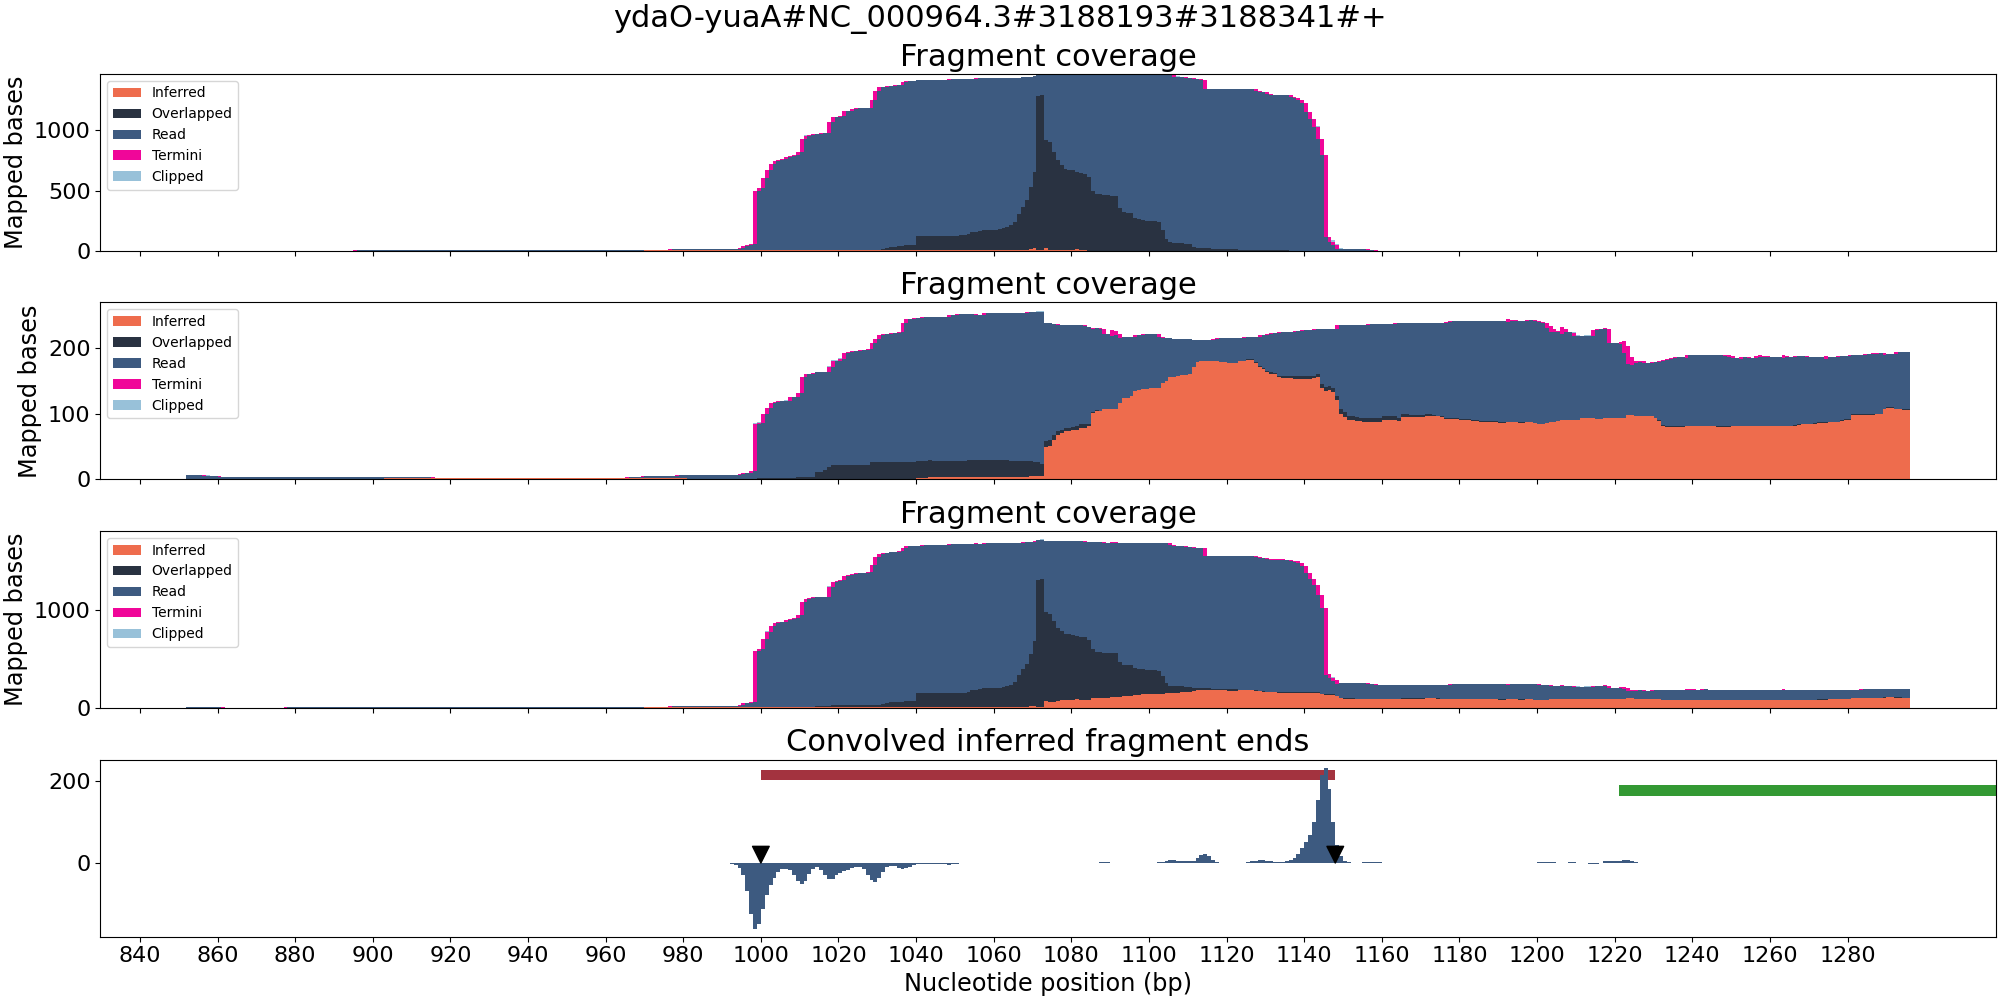 ydaO-yuaA#NC_000964.3#3188193#3188341#+
Fragment coverage
Mapped bases
1000
500
0
Inferred
Overlapped
Read
Termini
Clipped
Fragment coverage
Mapped bases
200
100
0
Inferred
Overlapped
Read
Termini
Clipped
Fragment coverage
Mapped bases
1000
0
Inferred
Overlapped
Read
Termini
Clipped
Convolved inferred fragment ends
200
0
840 860 880 900 920 940 960 980 1000 1020 1040 1060 1080 1100 1120 1140 1160 1180 1200 1220 1240 1260 1280
Nucleotide position (bp)